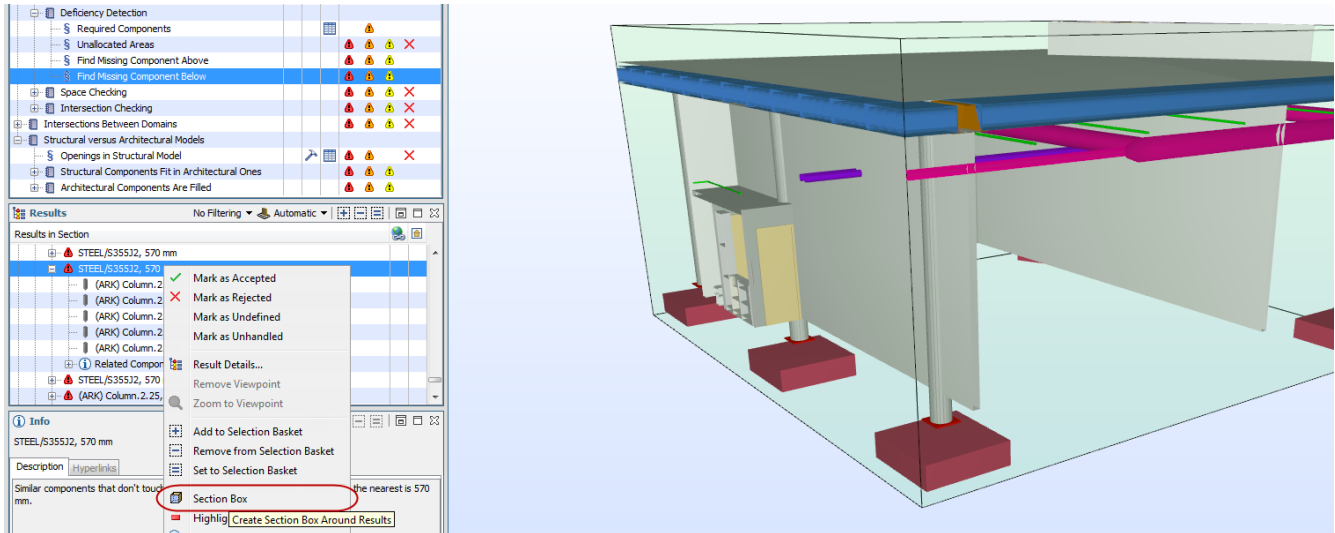 Deficiency Detection
§ Required Components
§ Unallocated Areas
§ Find Missing Component Above
§ Find Missing Component Below
Space Checking
Intersection Checking
Intersections Between Domains
Structural versus Architectural Models
§ Openings in Structural Model
Structural Components Fit in Architectural Ones
Architectural Components Are Filled
Results No Filtering Automatic
Results in Section
STEEL/S355J2, 570 mm
STEEL/S355J2, 570
(ARK) Column.2
(ARK) Column.2
(ARK) Column.2
(ARK) Column.2
Related Compon
STEEL/S355J2, 570
(ARK) Column.2.25,
Mark as Accepted
Mark as Rejected
Mark as Undefined
Mark as Unhandled
Result Details...
Remove Viewpoint
Zoom to Viewpoint
Add to Selection Basket
Remove from Selection Basket
Set to Selection Basket
Section Box
Highlig
Create Section Box Around Results
Info
STEEL/S355J2, 570 mm
Description Hyperlinks
Similar components that don't touc the nearest is 570
mm.